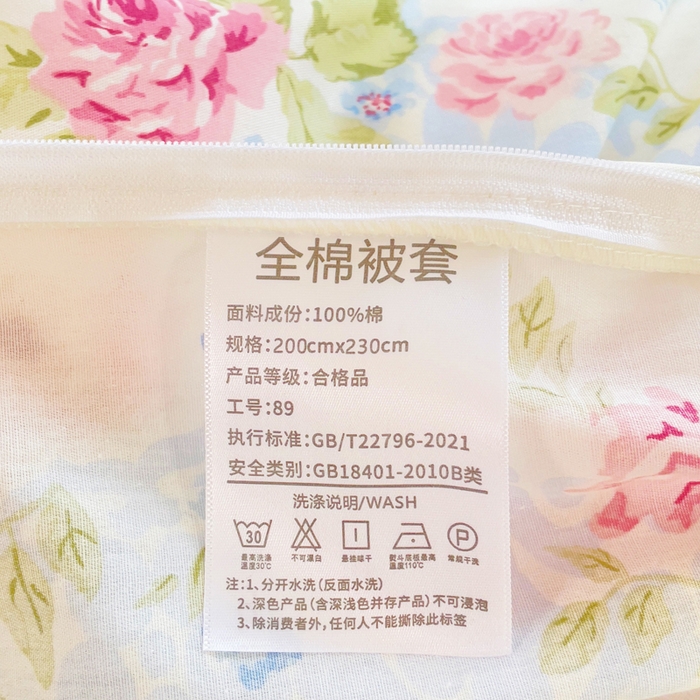 全棉被套
面料成份:100%棉
规格:200cmx230cm
产品等级:合格品
工号:89
执行标准:GB/T22796-2021
安全类别:GB18401-2010B类
洗涤说明/WASH
30 P
最高洗涤温度30℃ 不可漂白 悬挂晾干 熨斗底板最高温度110℃ 常规干洗
注:1、分开水洗(反面水洗)
2、深色产品(含深浅色并存产品)不可浸泡
3、除消费者外,任何人不能撕除此标签